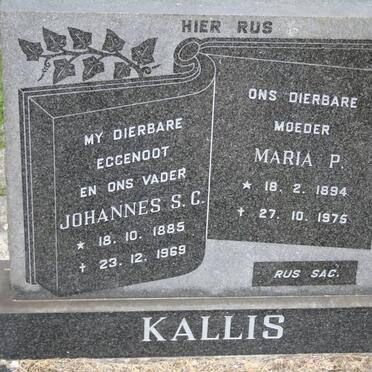 HIER RUS
MY DIERBARE
EGGENOOT
EN ONS VADER
JOHANNES S. C.
* 18. 10. 1885
† 23. 12. 1969
ONS DIERBARE
MOEDER
MARIA P.
* 18. 2. 1894
† 27. 10. 1975
RUS SAG.
KALLIS